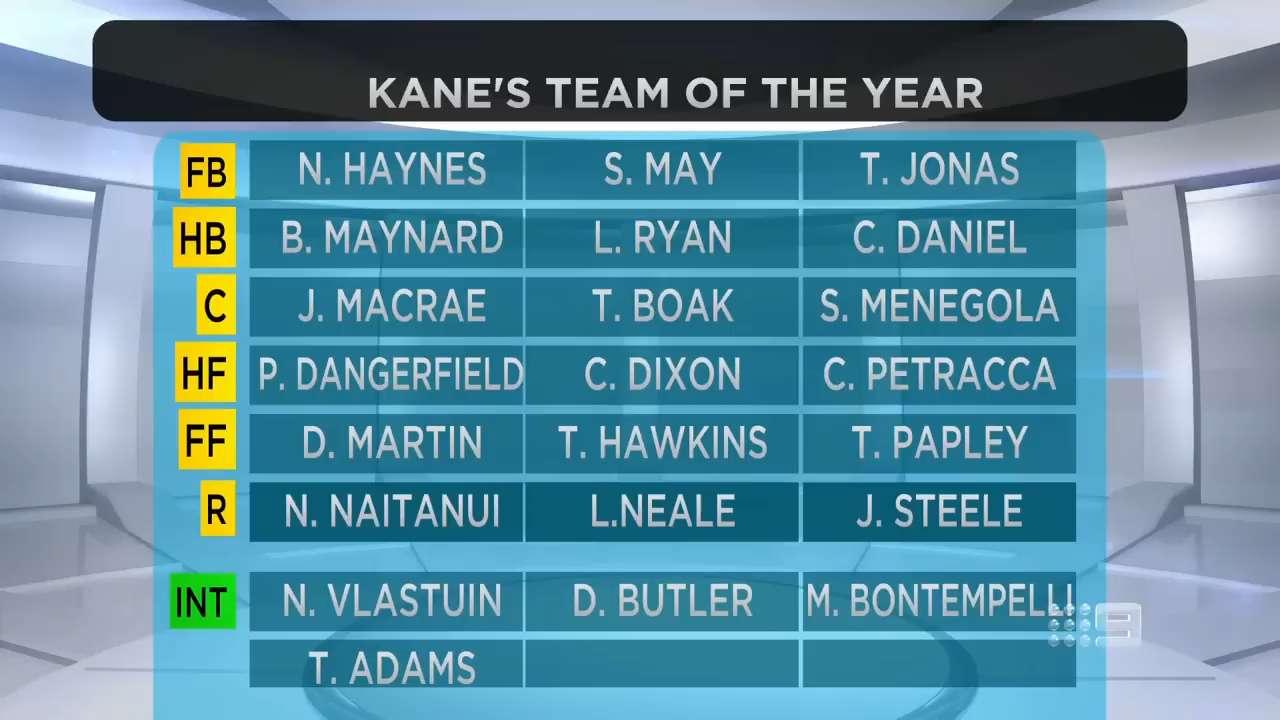 KANE'S TEAM OF THE YEAR
FB N. HAYNES S. MAY T. JONAS
HB B. MAYNARD L. RYAN C. DANIEL
C J. MACRAE T. BOAK S. MENEGOLA
HF P. DANGERFIELD C. DIXON C. PETRACCA
FF D. MARTIN T. HAWKINS T. PAPLEY
R N. NAITANUI L.NEALE J. STEELE
INT N. VLASTUIN D. BUTLER M. BONTEMPELLI
9
T. ADAMS